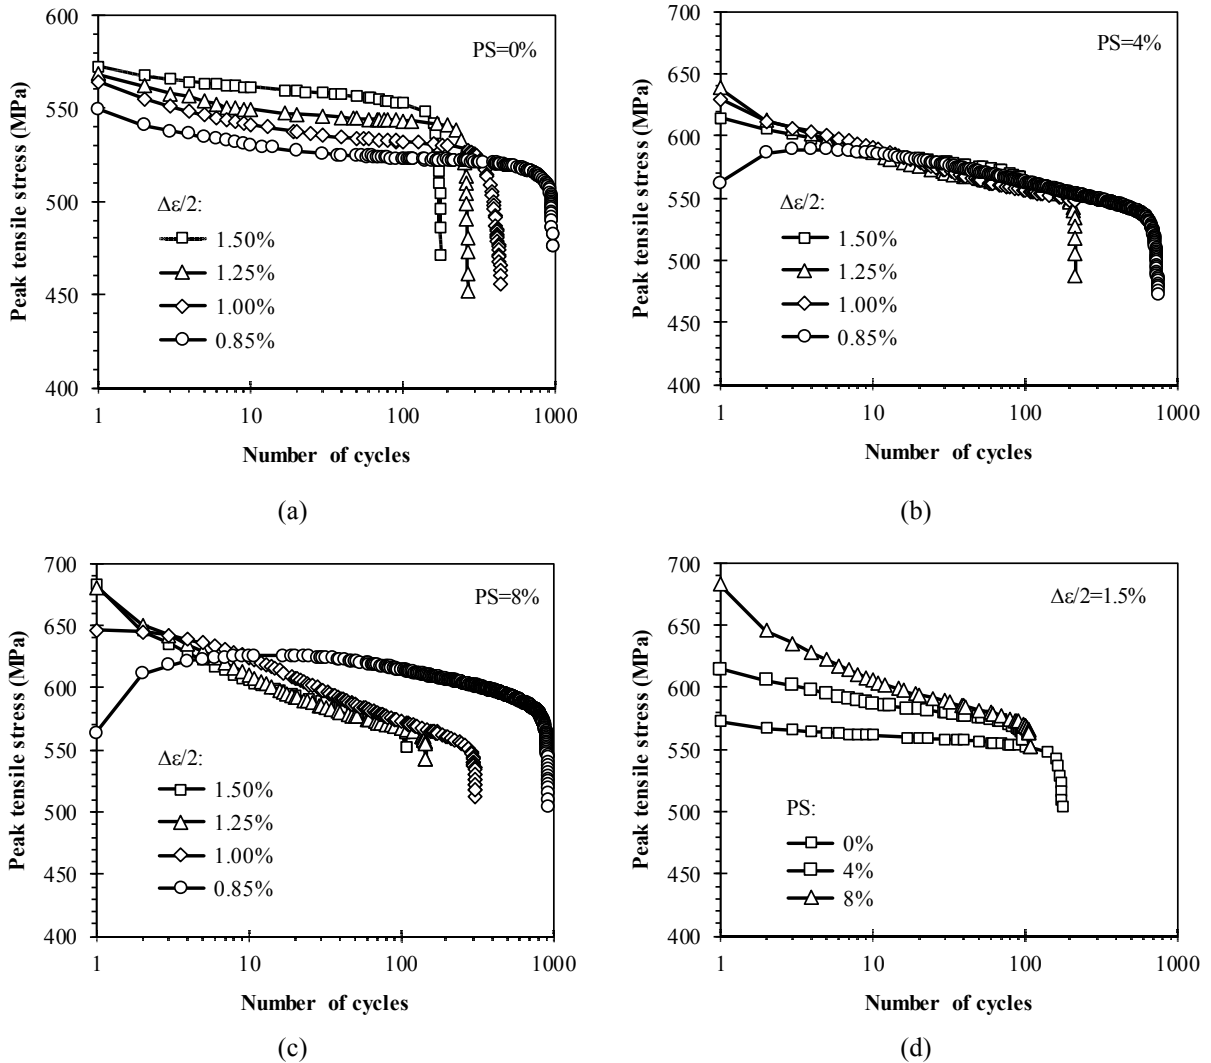 600
550
500
450
400
Peak tensile stress (MPa)
PS=0%
Δε/2:
1.50%
1.25%
1.00%
0.85%
1 10 100 1000
Number of cycles
(a)
700
650
600
550
500
450
400
Peak tensile stress (MPa)
PS=4%
Δε/2:
1.50%
1.25%
1.00%
0.85%
1 10 100 1000
Number of cycles
(b)
700
650
600
550
500
450
400
Peak tensile stress (MPa)
PS=8%
Δε/2:
1.50%
1.25%
1.00%
0.85%
1 10 100 1000
Number of cycles
(c)
700
650
600
550
500
450
400
Peak tensile stress (MPa)
Δε/2=1.5%
PS:
0%
4%
8%
1 10 100 1000
Number of cycles
(d)